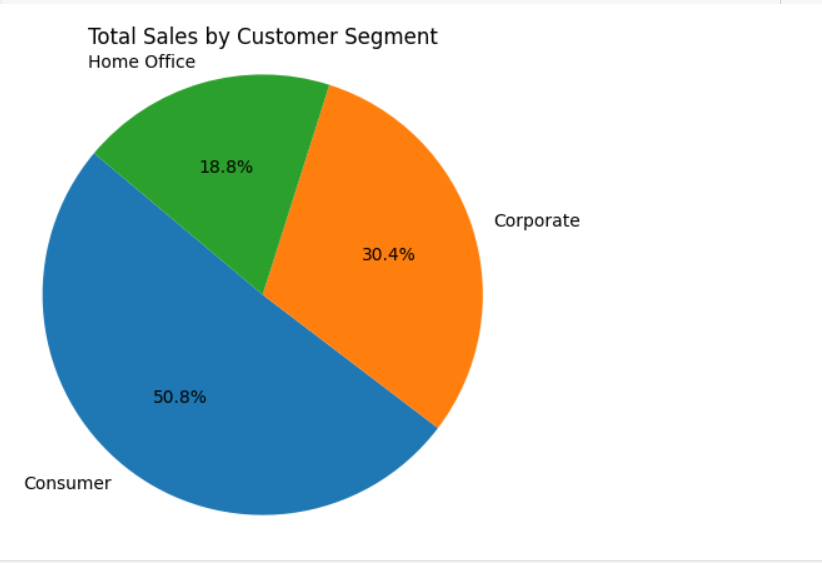 Total Sales by Customer Segment
Home Office
18.8%
Corporate
30.4%
50.8%
Consumer